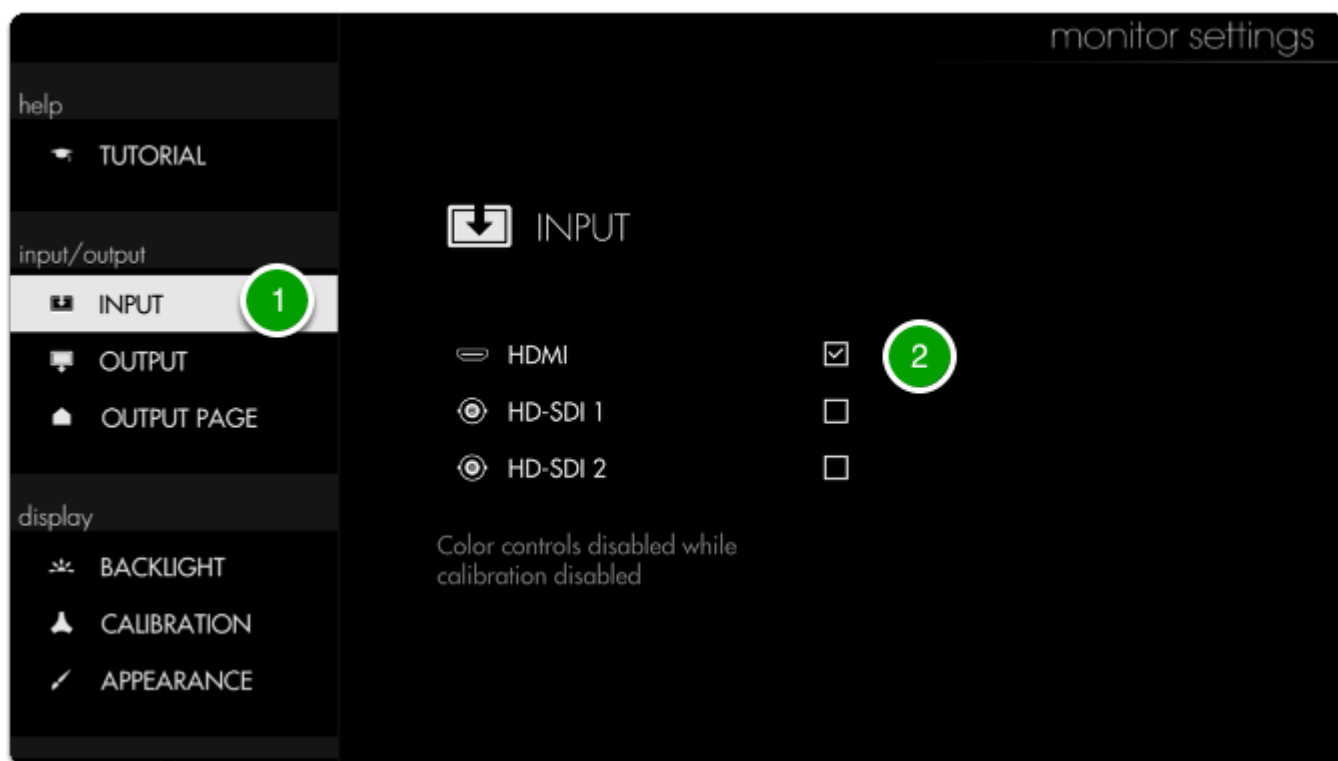 monitor settings
help
TUTORIAL
input/output
INPUT
1
OUTPUT
OUTPUT PAGE
display
BACKLIGHT
CALIBRATION
APPEARANCE
INPUT
HDMI
2
HD-SDI 1
HD-SDI 2
Color controls disabled while
calibration disabled